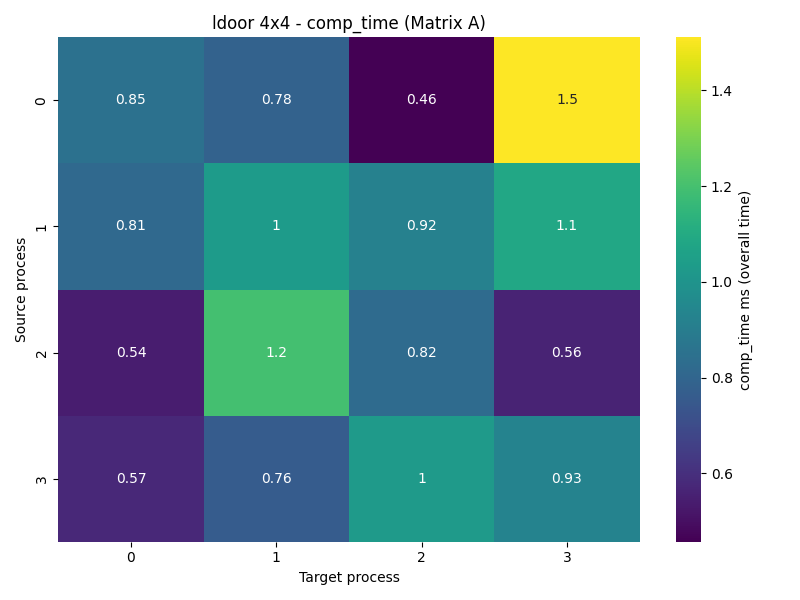 ldoor 4x4 - comp_time (Matrix A)
Source process
0
0.85 0.78 0.46 1.5
1
0.81 1 0.92 1.1
2
0.54 1.2 0.82 0.56
3
0.57 0.76 1 0.93
0 1 2 3
Target process
1.4
1.2
1.0
0.8
0.6
comp_time ms (overall time)